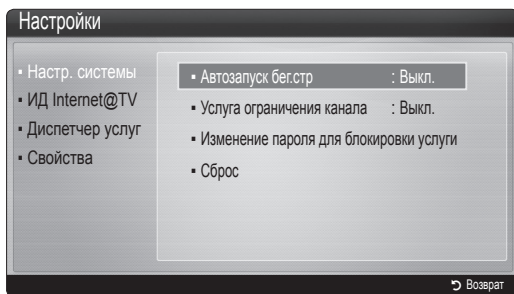 Настройки
▪ Настр. системы
▪ ИД Internet@TV
▪ Диспетчер услуг
▪ Свойства
▪ Автозапуск бег.стр : Выкл.
▪ Услуга ограничения канала : Выкл.
▪ Изменение пароля для блокировки услуги
▪ Сброс
Возврат